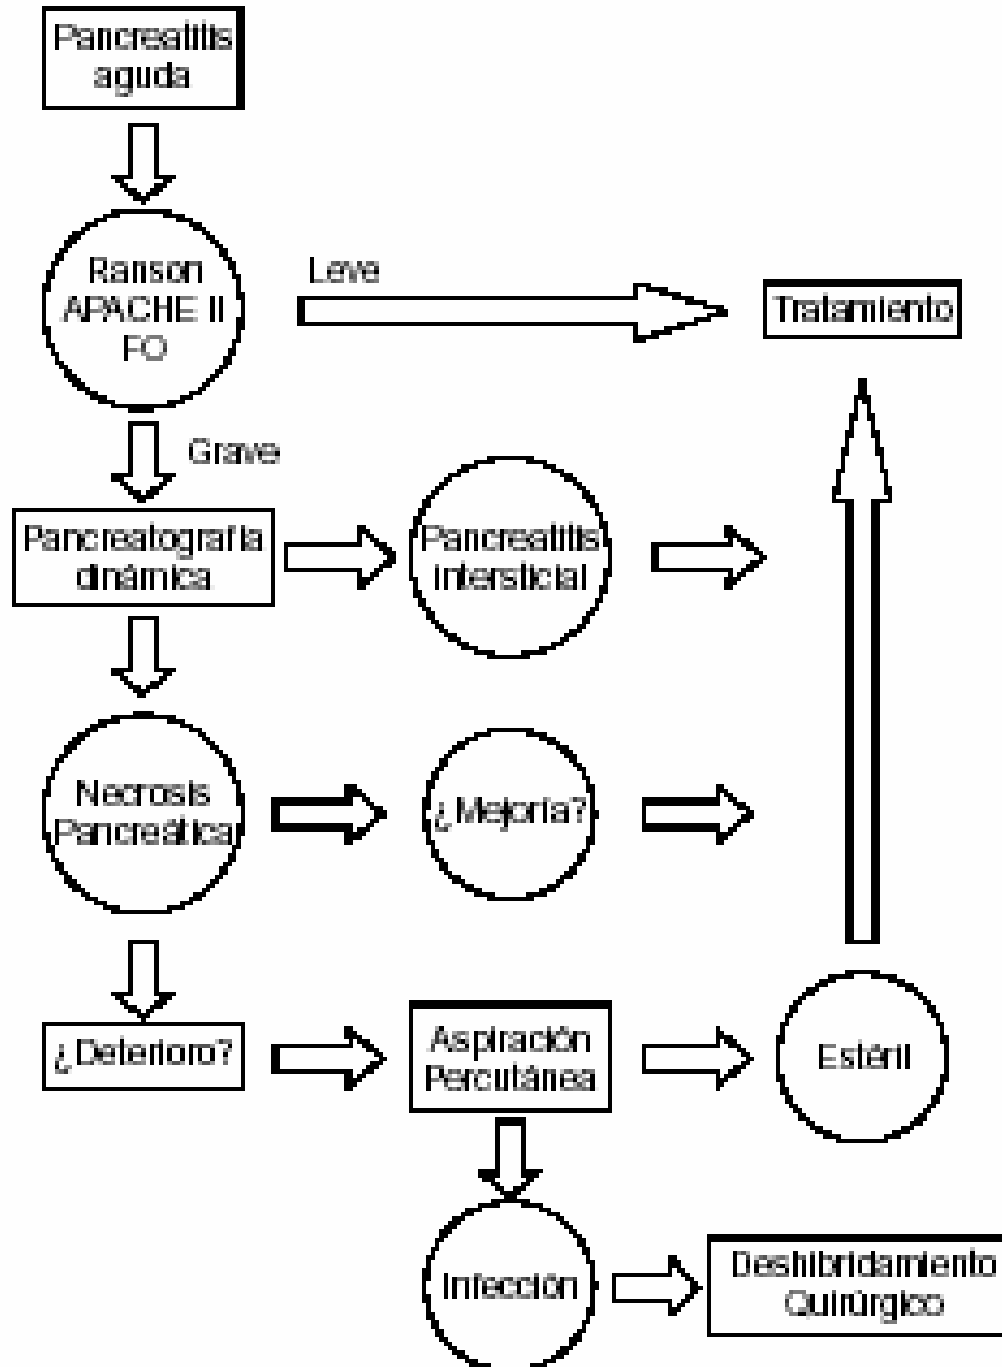 Pancreatitis
aguda
Ranson
APACHE II
FO
Leve
Tratamiento
Grave
Pancreatografía
dinámica
Pancreatitis
intersticial
Necrosis
Pancreática
¿Mejoría?
¿Deterioro?
Aspiración
Percutánea
Estéril
Infección
Deshibridamiento
Quirúrgico